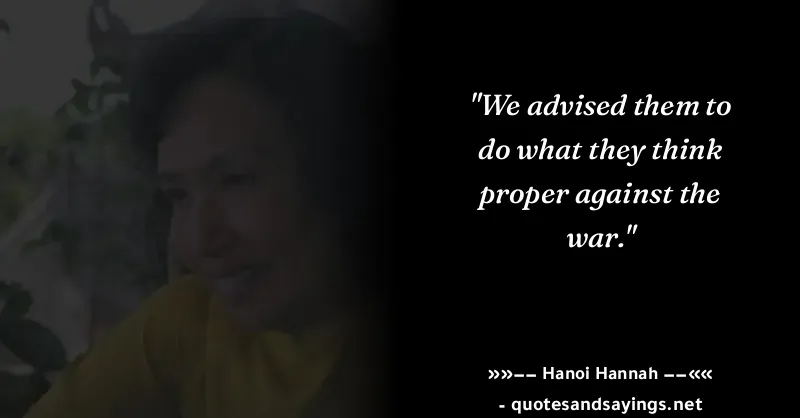 "We advised them to
do what they think
proper against the
war."
»»−− Hanoi Hannah −−««
- quotesandsayings.net